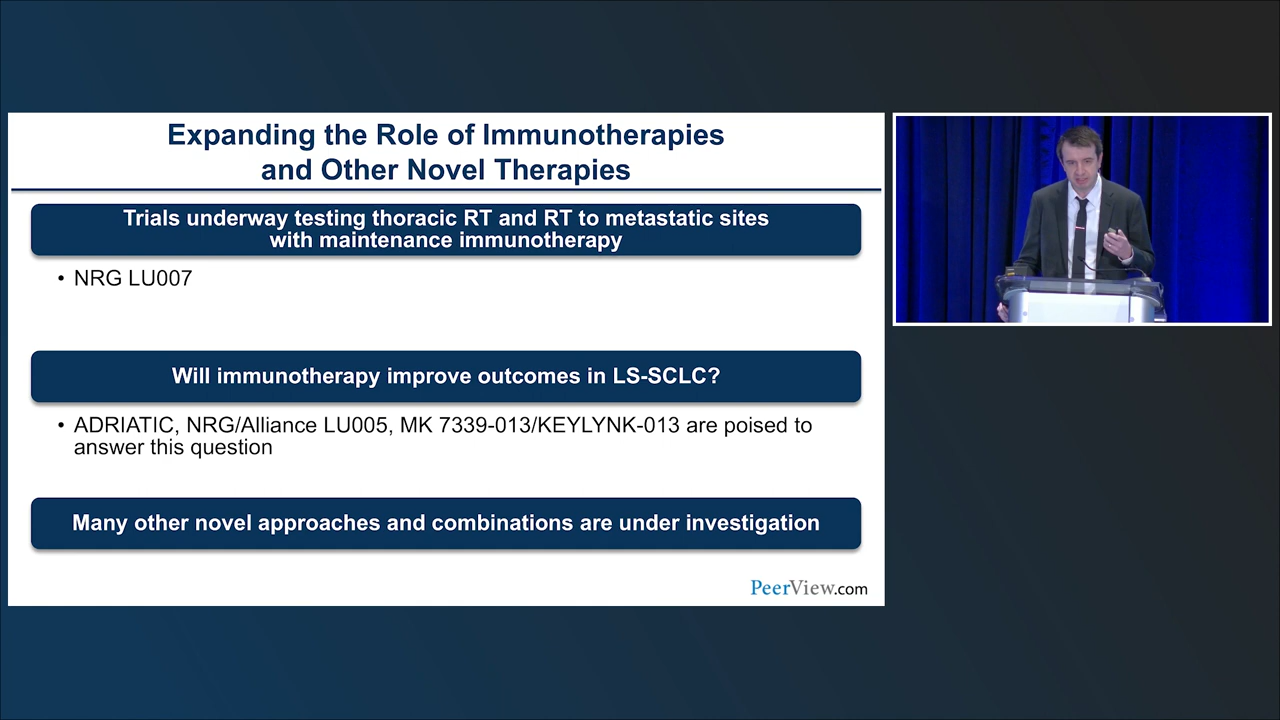 Expanding the Role of Immunotherapies
and Other Novel Therapies
Trials underway testing thoracic RT and RT to metastatic sites
with maintenance immunotherapy
• NRG LU007
Will immunotherapy improve outcomes in LS-SCLC?
• ADRIATIC, NRG/Alliance LU005, MK 7339-013/KEYLYNK-013 are poised to
answer this question
Many other novel approaches and combinations are under investigation
PeerView.com